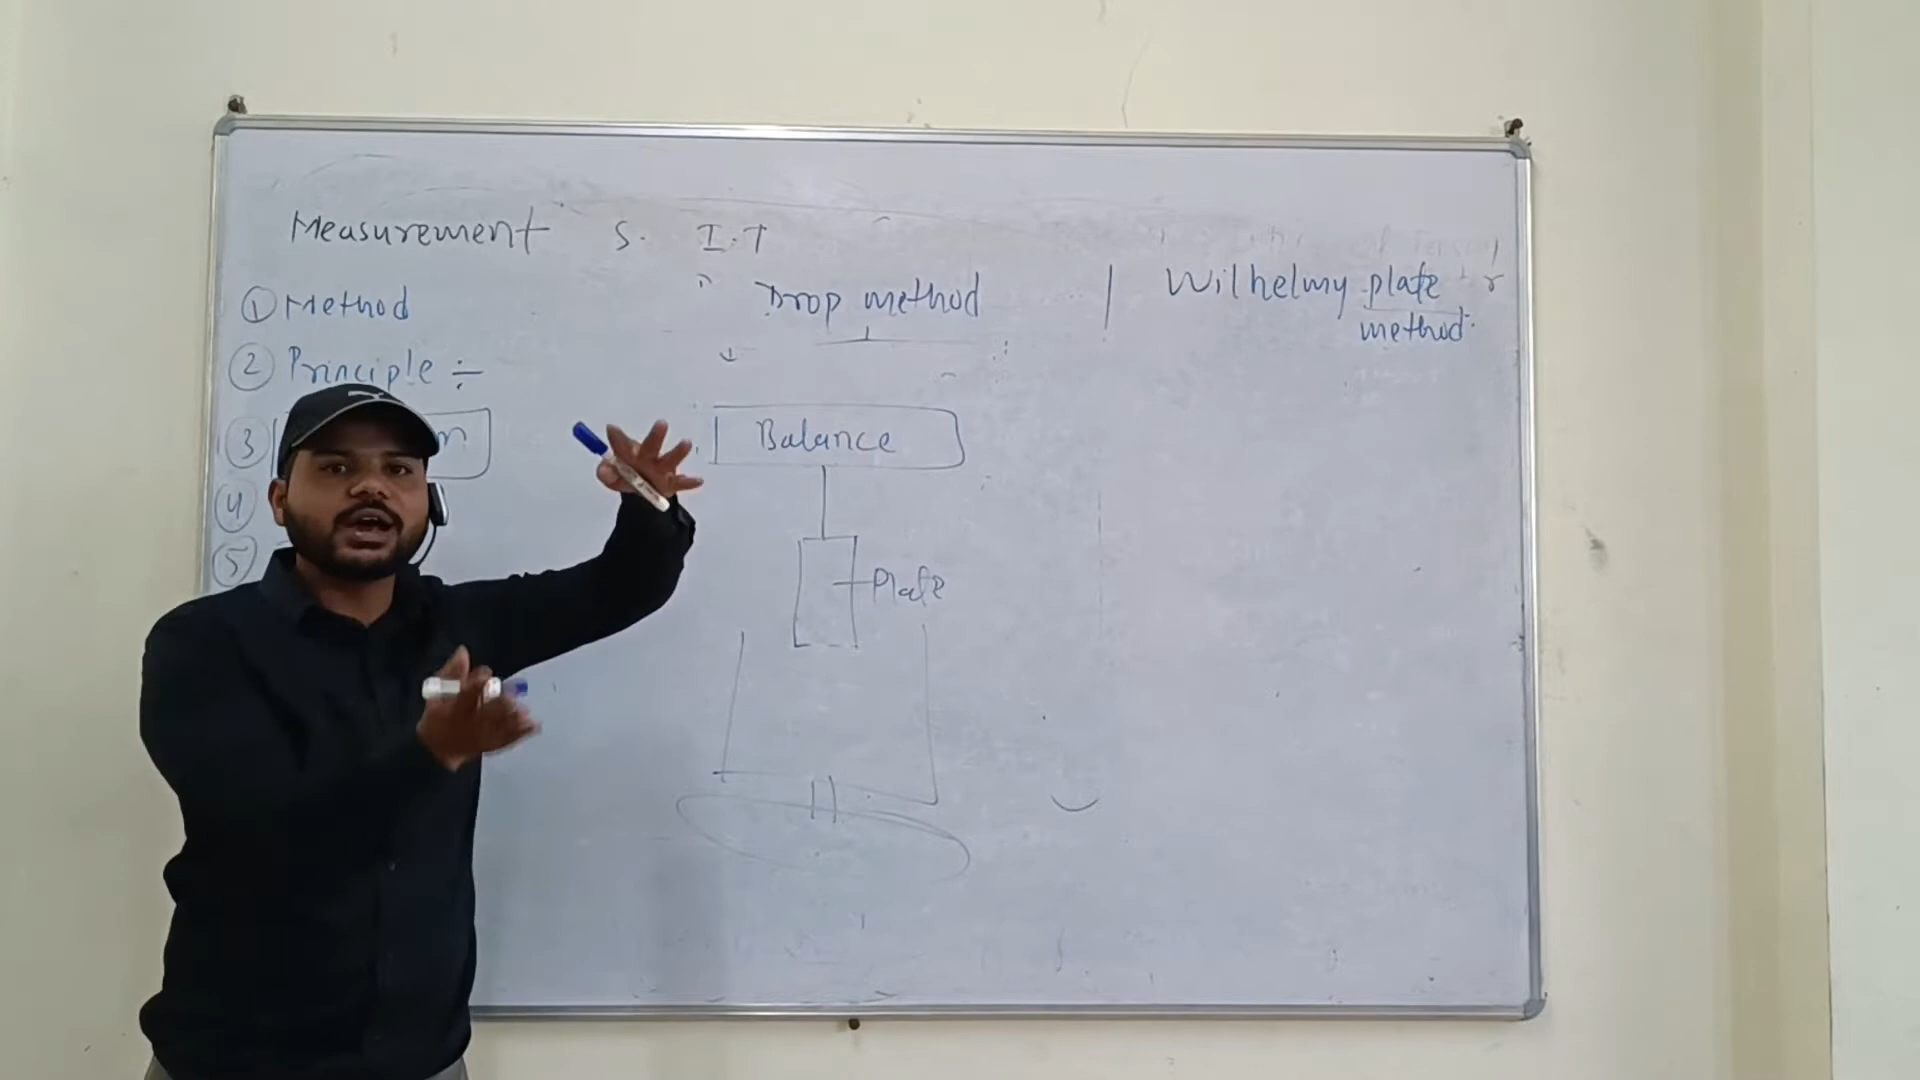 Measurement S. I.T
① Method
② Principle ÷
③
④
⑤
Drop method
Wilhelmy plate
method.
Balance
Plate